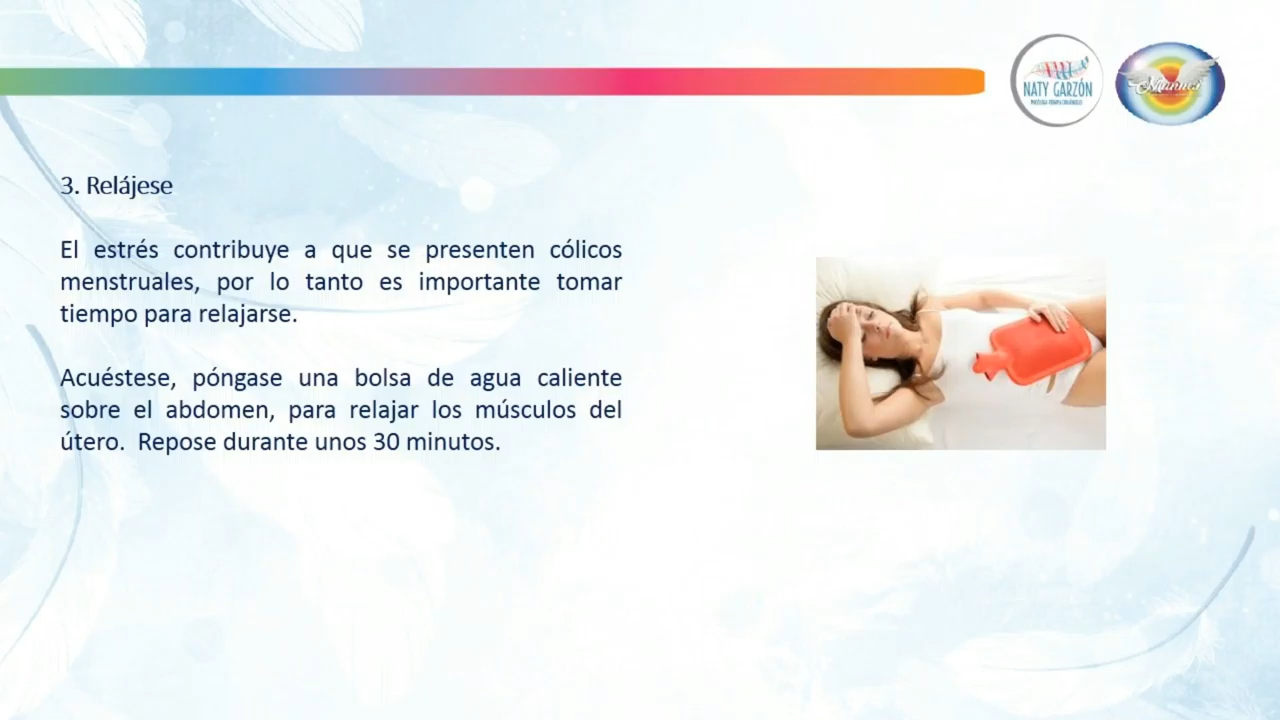 NATY GARZÓN
3. Relájese
El estrés contribuye a que se presenten cólicos
menstruales, por lo tanto es importante tomar
tiempo para relajarse.
Acuéstese, póngase una bolsa de agua caliente
sobre el abdomen, para relajar los músculos del
útero.  Repose durante unos 30 minutos.